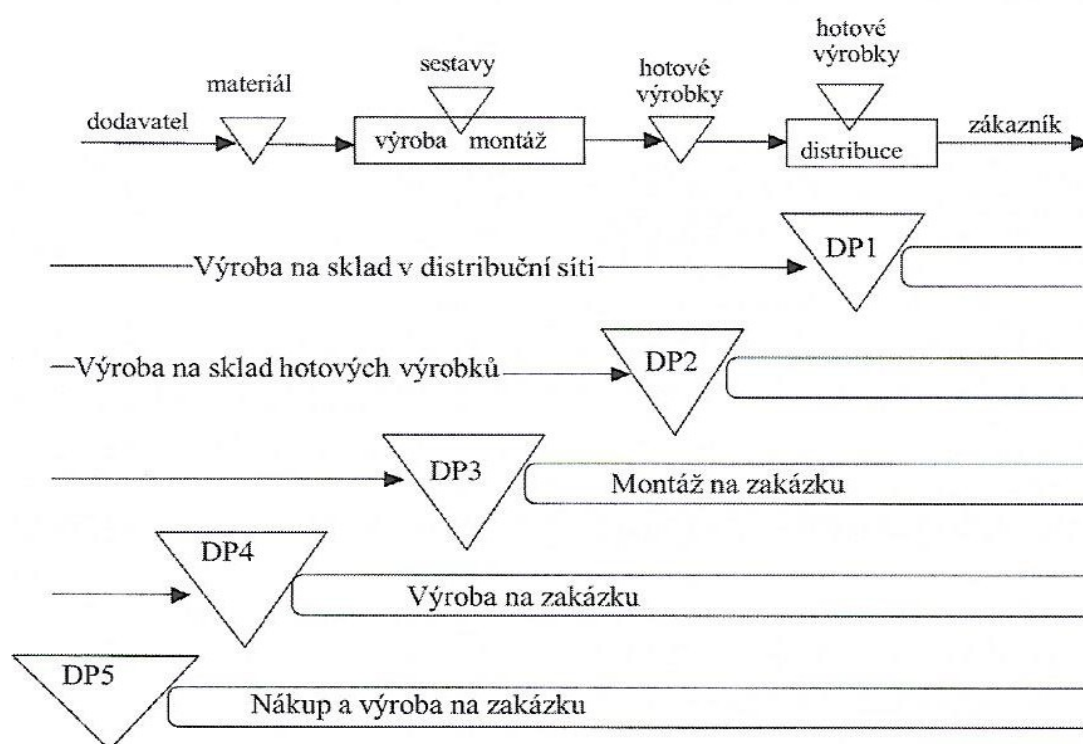 hotové
výrobky
sestavy
hotové
výrobky
materiál
dodavatel
výroba montáž
distribuce
zákazník
DP1
Výroba na sklad v distribuční síti
DP2
Výroba na sklad hotových výrobků
DP3
Montáž na zakázku
DP4
Výroba na zakázku
DP5
Nákup a výroba na zakázku